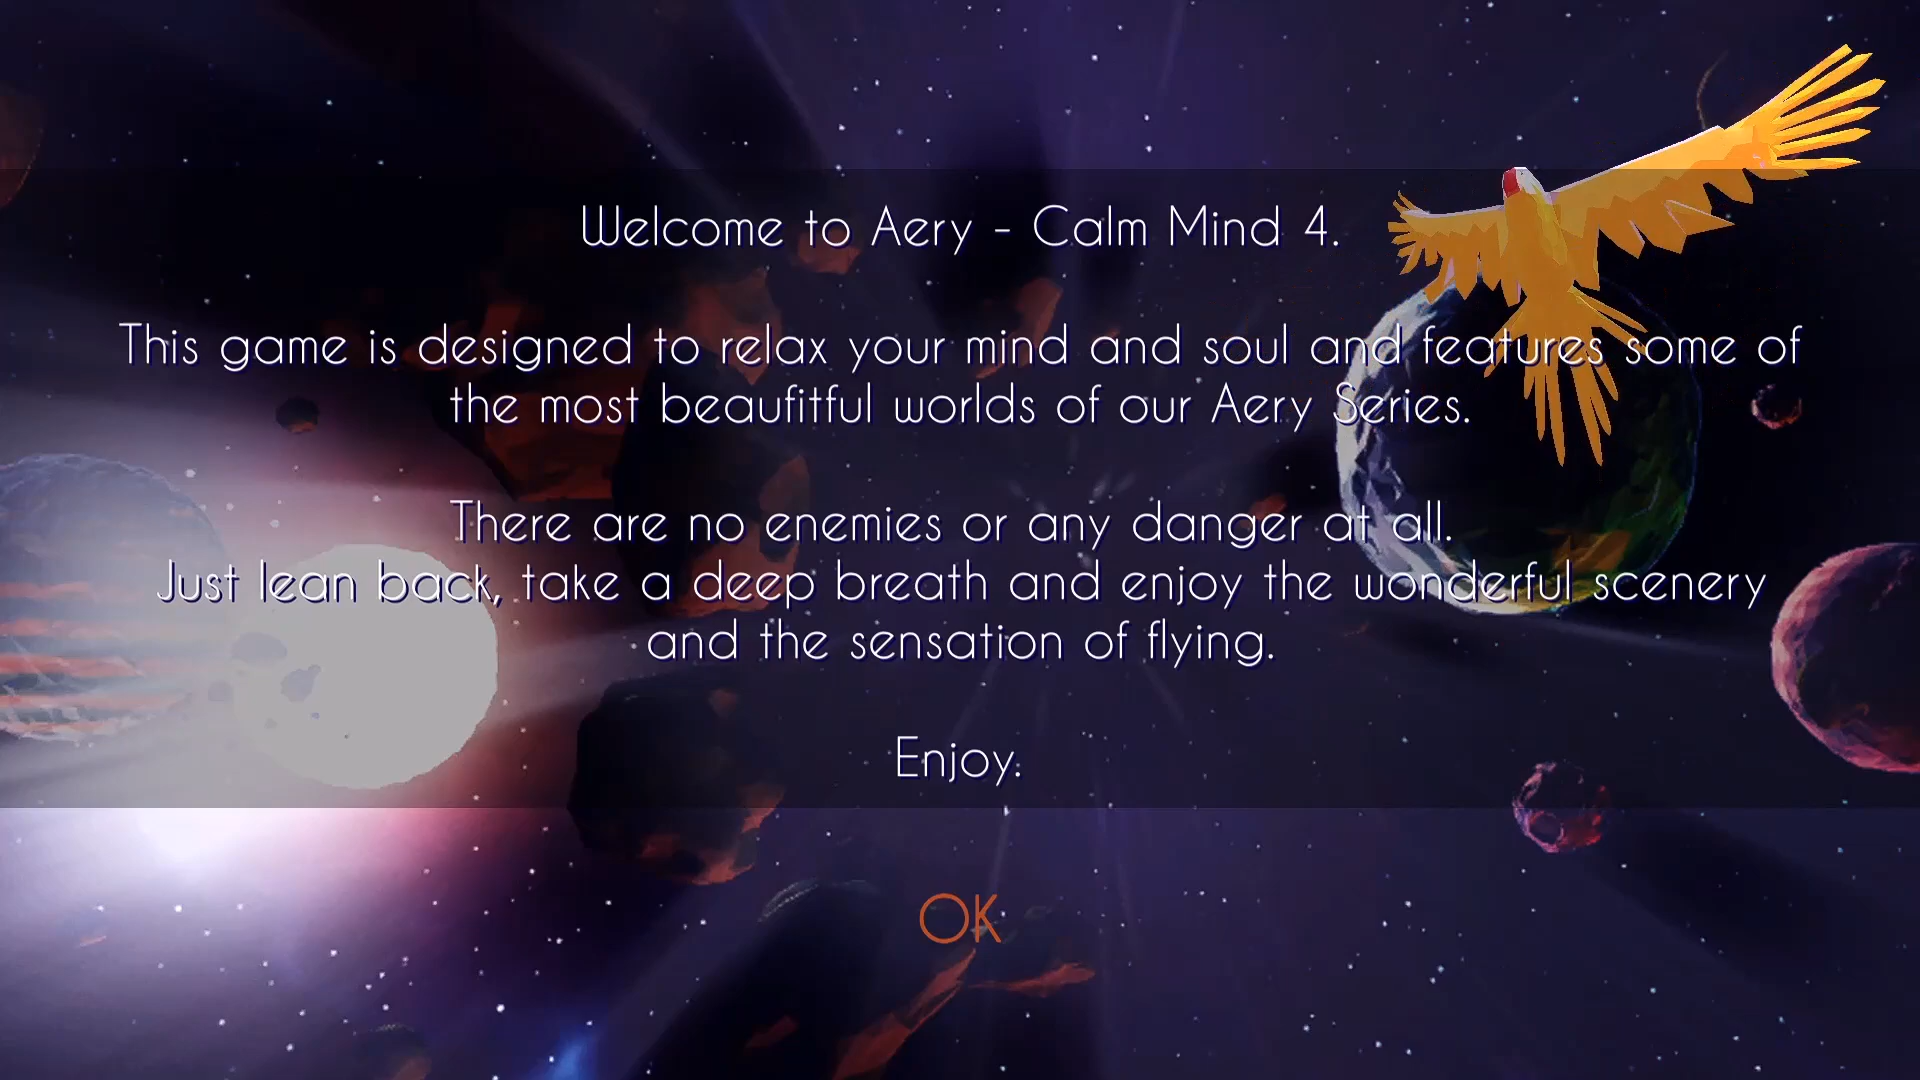 Welcome to Aery - Calm Mind 4.
This game is designed to relax your mind and soul and features some of
the most beaufitful worlds of our Aery Series.
There are no enemies or any danger at all.
Just lean back, take a deep breath and enjoy the wonderful scenery
and the sensation of flying.
Enjoy.
OK